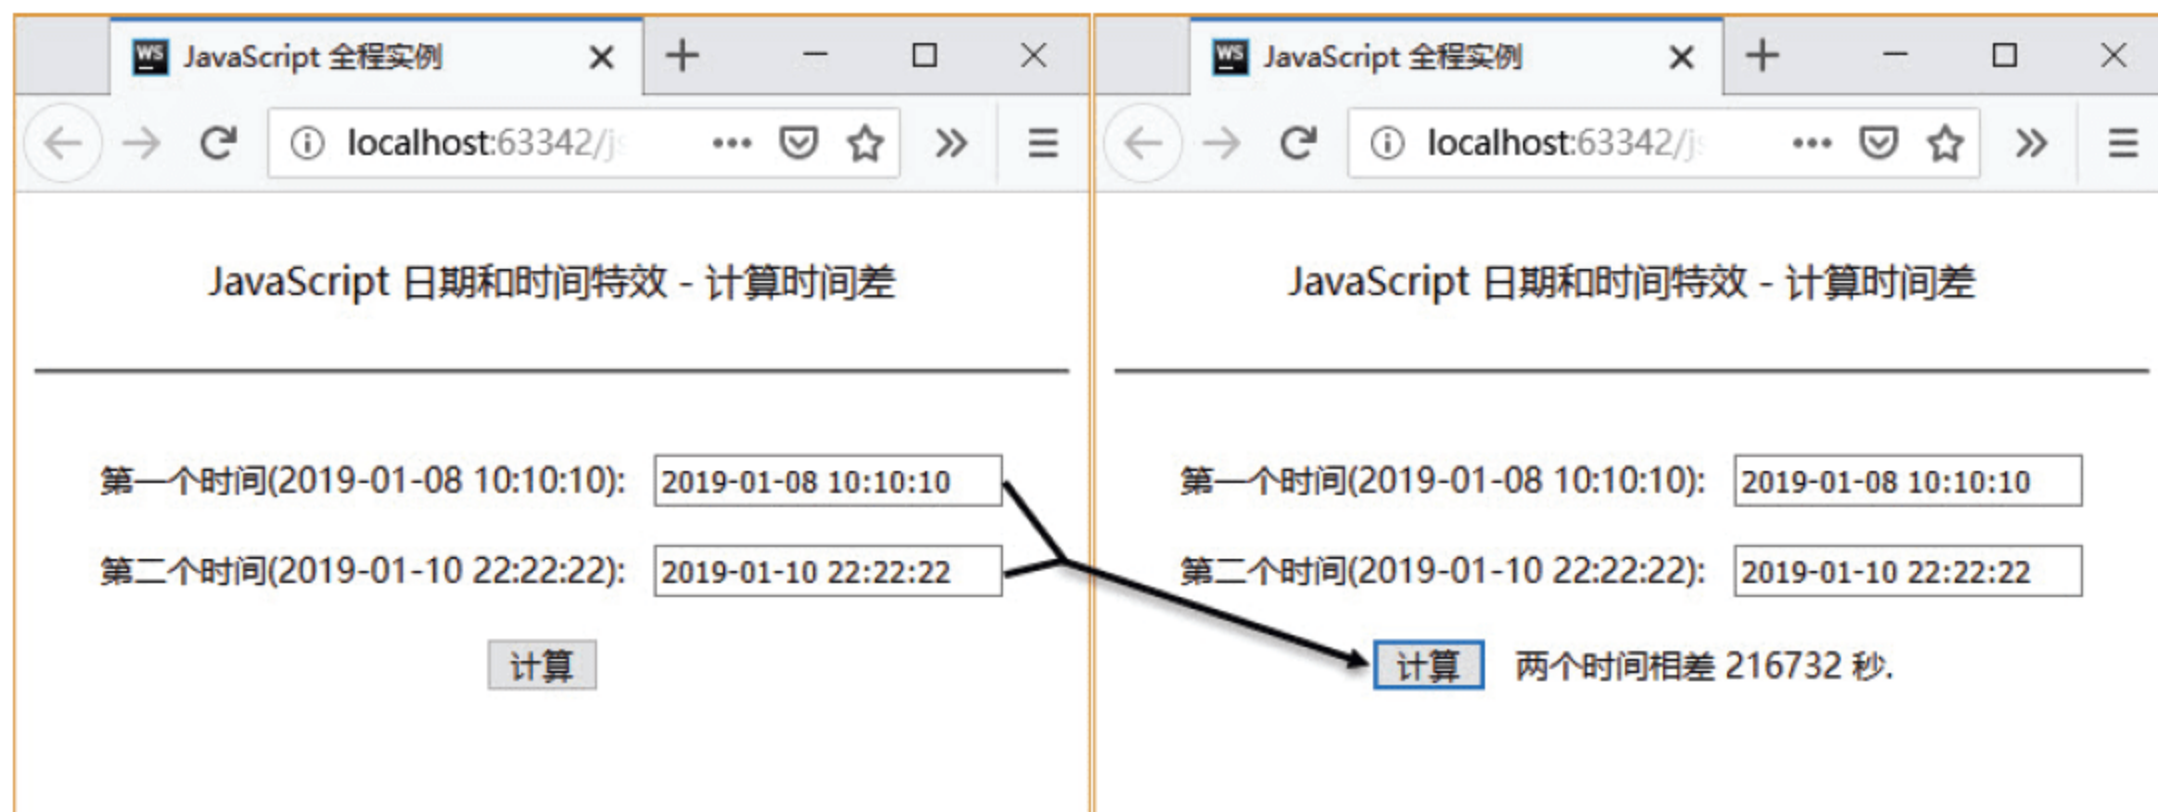 WS JavaScript 全程实例
localhost:63342/js
JavaScript 日期和时间特效 - 计算时间差
第一个时间(2019-01-08 10:10:10): 2019-01-08 10:10:10
第二个时间(2019-01-10 22:22:22): 2019-01-10 22:22:22
计算
WS JavaScript 全程实例
localhost:63342/js
JavaScript 日期和时间特效 - 计算时间差
第一个时间(2019-01-08 10:10:10): 2019-01-08 10:10:10
第二个时间(2019-01-10 22:22:22): 2019-01-10 22:22:22
计算 两个时间相差 216732 秒.